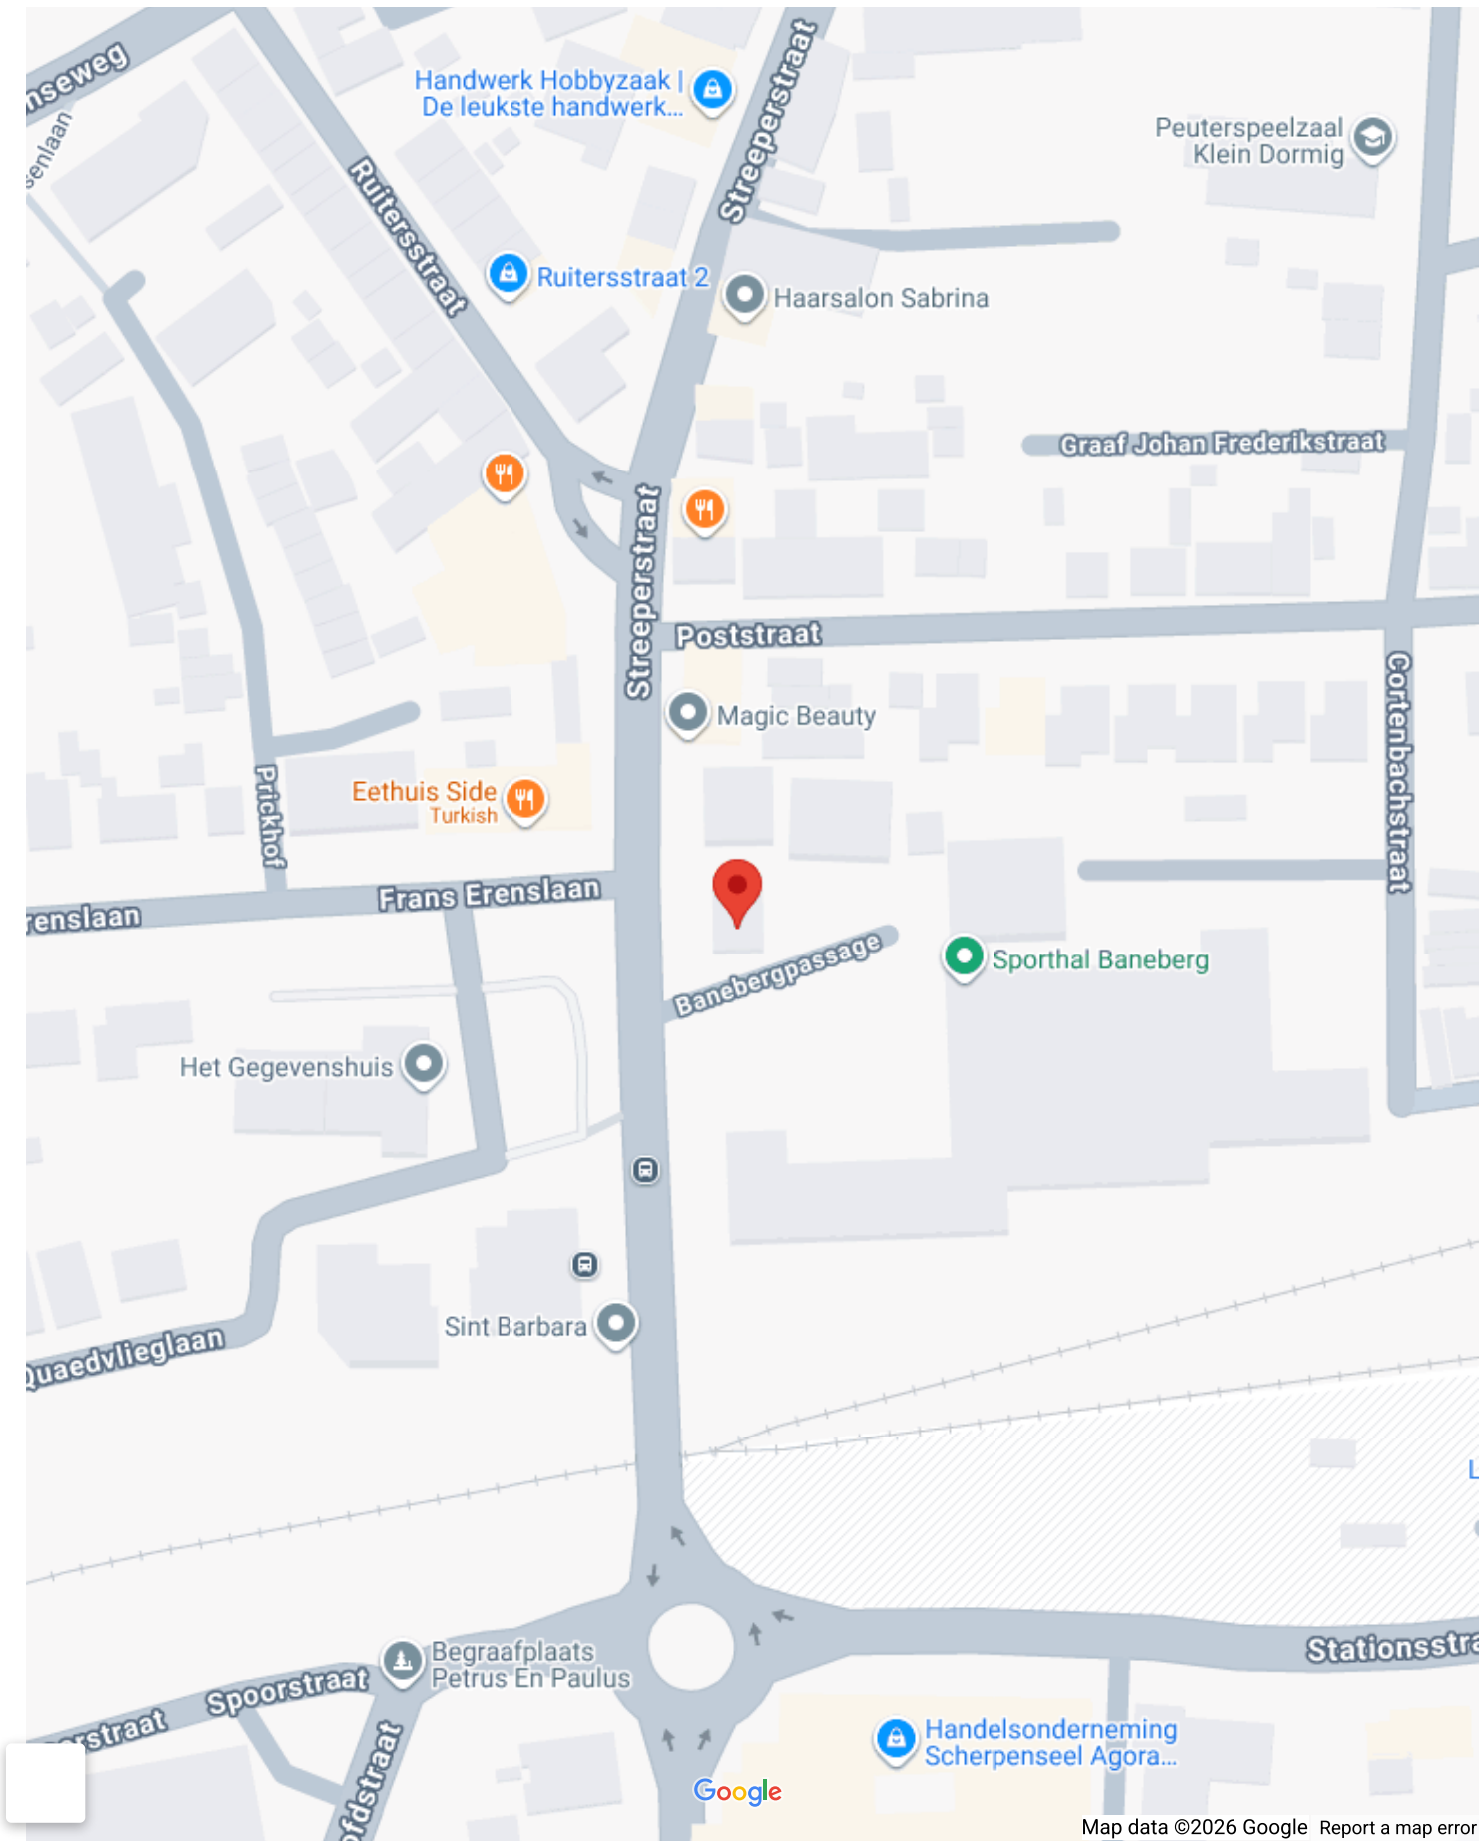 nseweg
senlaan
Handwerk Hobbyzaak |
De leukste handwerk...
Streeperstraat
Peuterspeelzaal
Klein Dormig
Ruitersstraat
Ruitersstraat 2
Haarsalon Sabrina
Graaf Johan Frederikstraat
Streeperstraat
Poststraat
Cortenbachstraat
Magic Beauty
Eethuis Side
Turkish
Prickhof
Frans Erenslaan
renslaan
Banebergpassage
Sporthal Baneberg
Het Gegevenshuis
Sint Barbara
Quaedvlieglaan
L
Begraafplaats
Petrus En Paulus
Stationsstra
Spoorstraat
orstraat
ofdstraat
Handelsonderneming
Scherpenseel Agora...
Google
Map data ©2026 Google
Report a map error